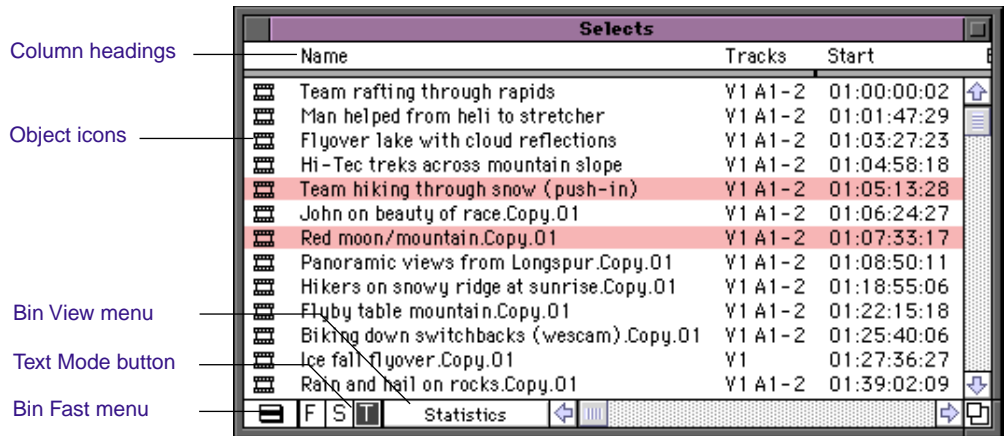 Selects
Column headings
Name Tracks Start
Team rafting through rapids V1 A1-2 01:00:00:02
Man helped from heli to stretcher V1 A1-2 01:01:47:29
Object icons
Flyover lake with cloud reflections V1 A1-2 01:03:27:23
Hi-Tec treks across mountain slope V1 A1-2 01:04:58:18
Team hiking through snow (push-in) V1 A1-2 01:05:13:28
John on beauty of race.Copy.01 V1 A1-2 01:06:24:27
Red moon/mountain.Copy.01 V1 A1-2 01:07:33:17
Panoramic views from Longspur.Copy.01 V1 A1-2 01:08:50:11
Hikers on snowy ridge at sunrise.Copy.01 V1 A1-2 01:18:55:06
Bin View menu
Flyby table mountain.Copy.01 V1 A1-2 01:22:15:18
Biking down switchbacks (wescam).Copy.01 V1 A1-2 01:25:40:06
Text Mode button
Ice fall flyover.Copy.01 V1 01:27:36:27
Rain and hail on rocks.Copy.01 V1 A1-2 01:39:02:09
Bin Fast menu
F S T Statistics